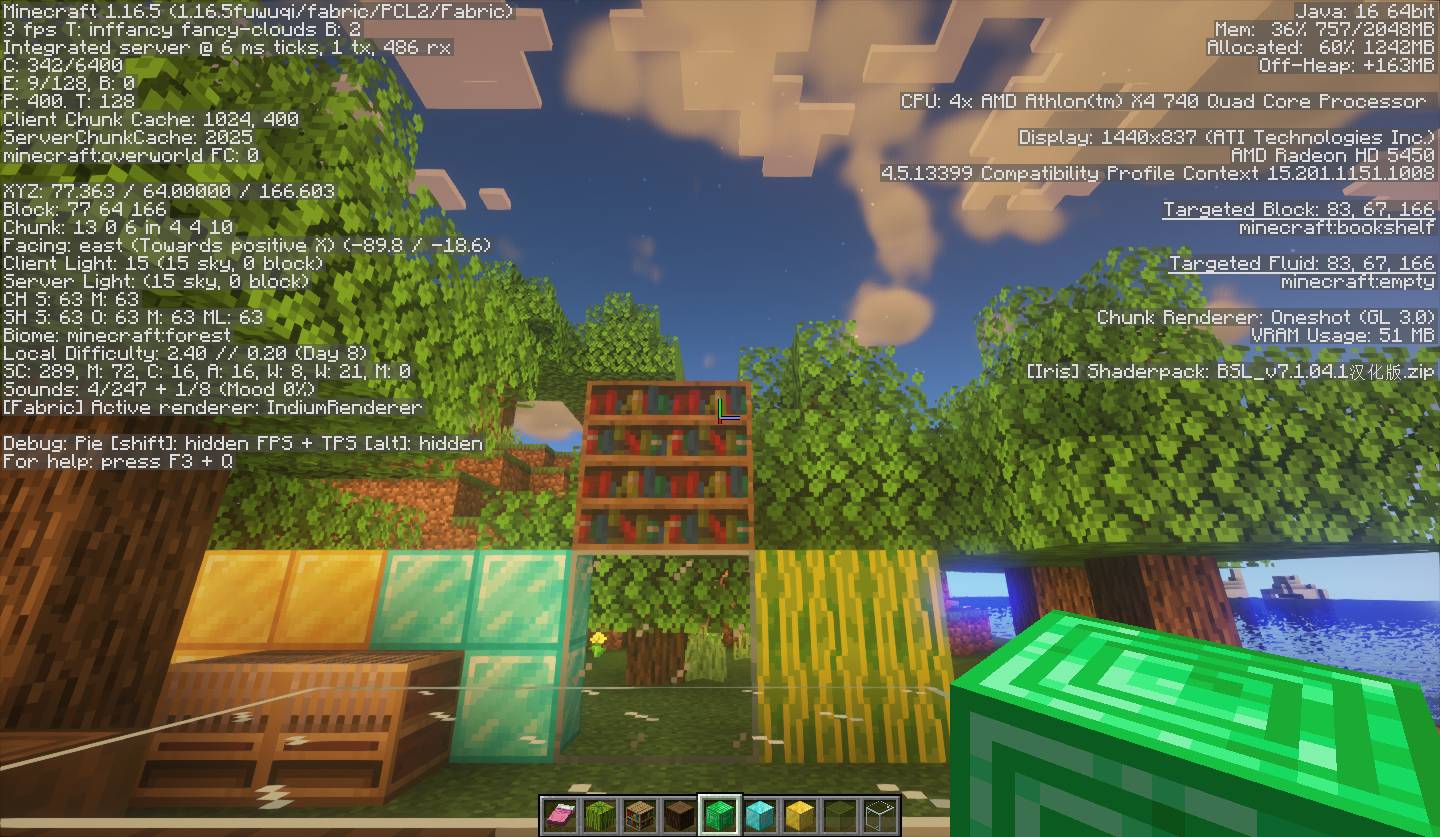 Minecraft 1.16.5 (1.16.5fuwuqi/fabric/PCL2/Fabric)
3 fps T: inffancy fancy-clouds B: 2
Integrated server @ 6 ms ticks, 1 tx, 486 rx
C: 342/6400
E: 9/128, B: 0
P: 400. T: 128
Client Chunk Cache: 1024, 400
ServerChunkCache: 2025
minecraft:overworld FC: 0
XYZ: 77.363 / 64.00000 / 166.603
Block: 77 64 166
Chunk: 13 0 6 in 4 4 10
Facing: east (Towards positive X) (-89.8 / -18.6)
Client Light: 15 (15 sky, 0 block)
Server Light: (15 sky, 0 block)
CH S: 63 M: 63
SH S: 63 O: 63 M: 63 ML: 63
Biome: minecraft:forest
Local Difficulty: 2.40 // 0.20 (Day 8)
SC: 289, M: 72, C: 16, A: 16, W: 8, W: 21, M: 0
Sounds: 4/247 + 1/8 (Mood 0%)
[Fabric] Active renderer: IndiumRenderer
Debug: Pie [shift]: hidden FPS + TPS [alt]: hidden
For help: press F3 + Q
Java: 16 64bit
Mem: 36% 757/2048MB
Allocated: 60% 1242MB
Off-Heap: +163MB
CPU: 4x AMD Athlon(tm) X4 740 Quad Core Processor
Display: 1440x837 (ATI Technologies Inc.)
AMD Radeon HD 5450
4.5.13399 Compatibility Profile Context 15.201.1151.1008
Targeted Block: 83, 67, 166
minecraft:bookshelf
Targeted Fluid: 83, 67, 166
minecraft:empty
Chunk Renderer: Oneshot (GL 3.0)
VRAM Usage: 51 MB
[Iris] Shaderpack: BSL_v7.1.04.1汉化版.zip